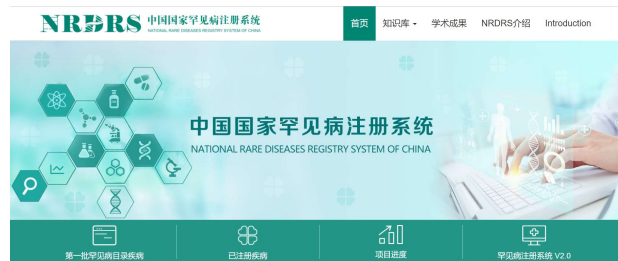 NRDRS 中国国家罕见病注册系统
NATIONAL RARE DISEASES REGISTRY SYSTEM OF CHINA
首页 知识库 学术成果 NRDRS介绍 Introduction
中国国家罕见病注册系统
NATIONAL RARE DISEASES REGISTRY SYSTEM OF CHINA
第一批罕见病目录疾病 已注册疾病 项目进度 罕见病注册系统 V2.0